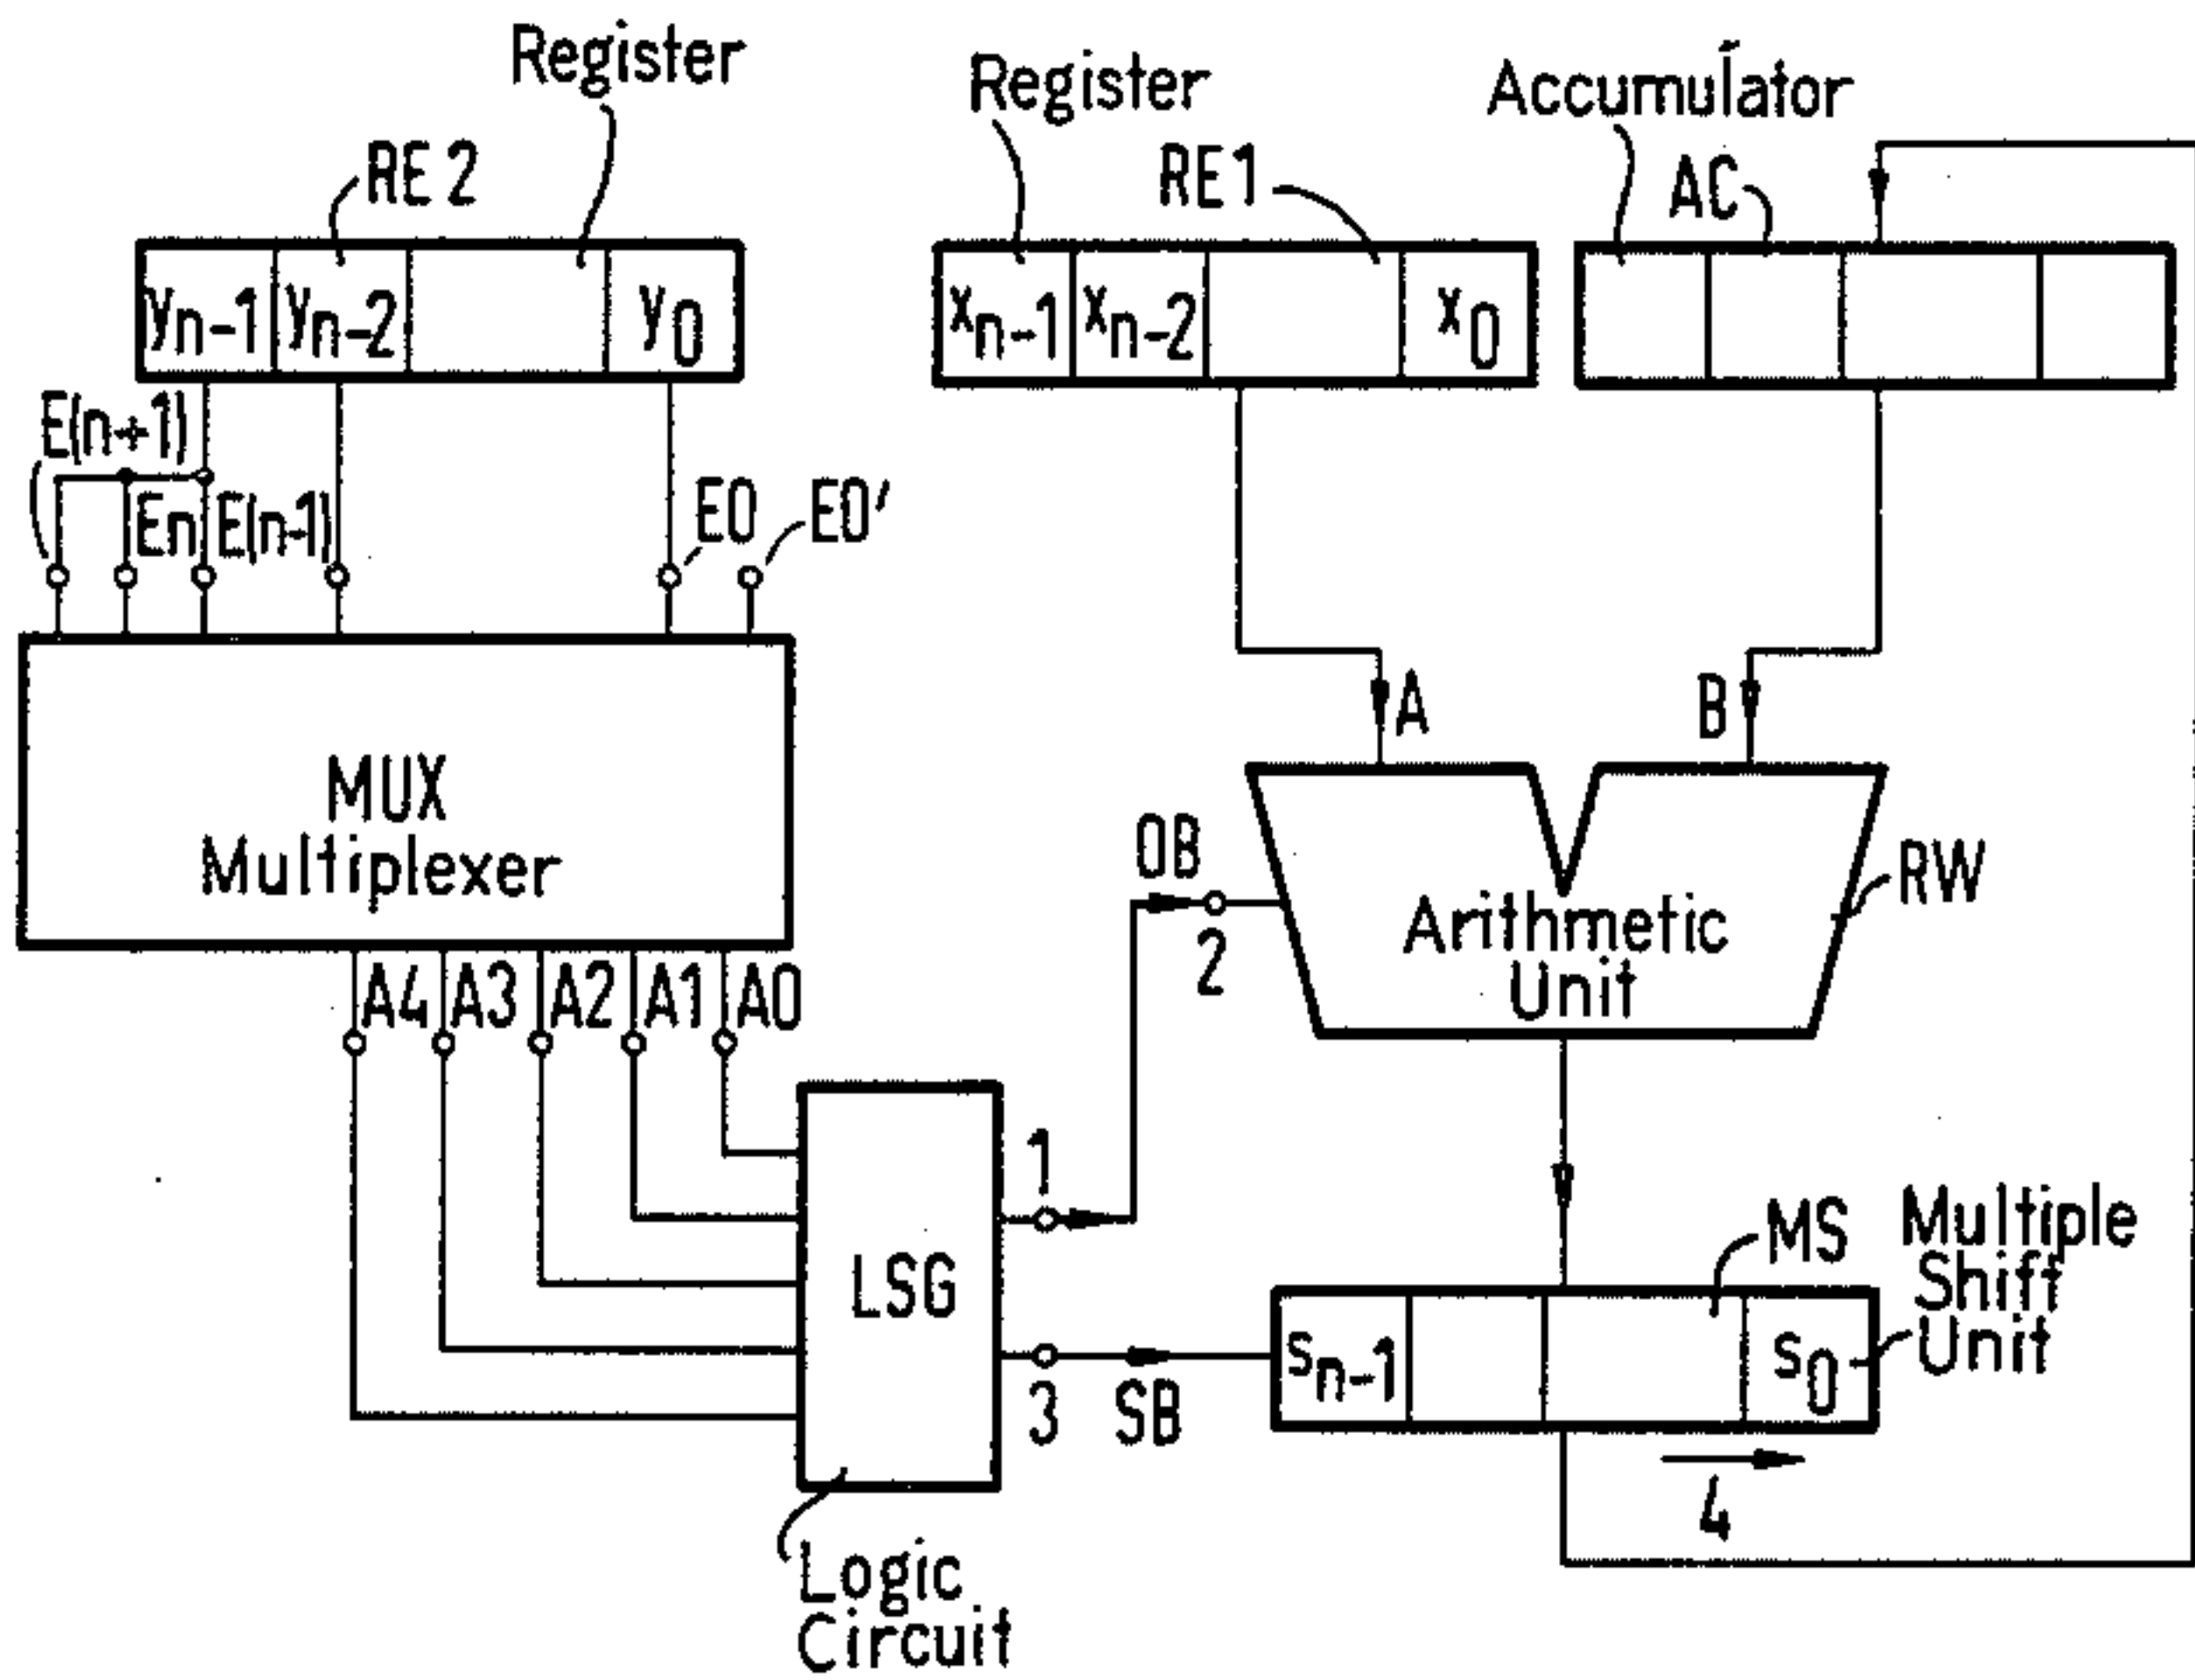 Register
Register
Accumulator
RE 2
RE 1
AC
yn-1 yn-2 y0
xn-1 xn-2 x0
E(n+1)
En E(n-1)
E0
E0'
A
B
MUX
Multiplexer
OB
2
Arithmetic
Unit
RW
A4 A3 A2 A1 A0
1
LSG
3
SB
MS
Multiple
Shift
Unit
sn-1
s0
4
Logic
Circuit